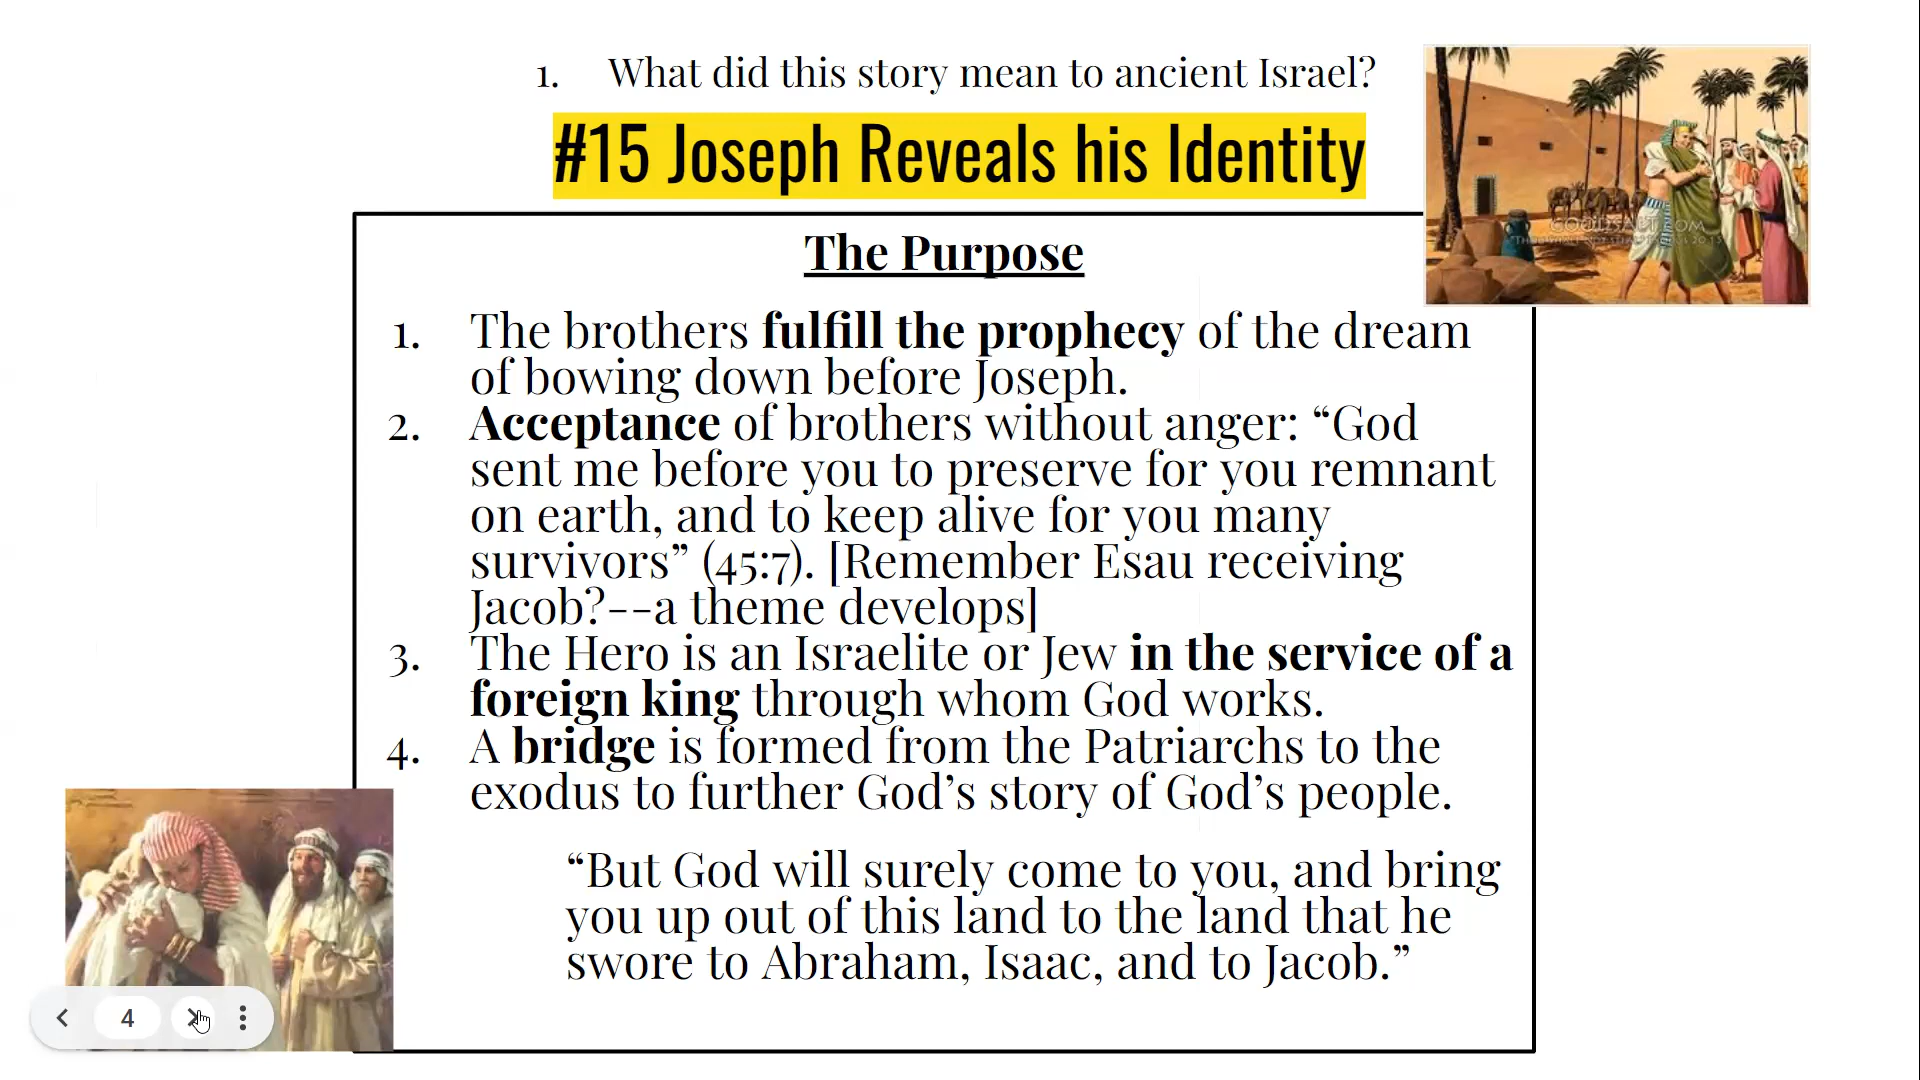 1. What did this story mean to ancient Israel?
#15 Joseph Reveals his Identity
The Purpose
1. The brothers fulfill the prophecy of the dream
of bowing down before Joseph.
2. Acceptance of brothers without anger: “God
sent me before you to preserve for you remnant
on earth, and to keep alive for you many
survivors” (45:7). [Remember Esau receiving
Jacob?--a theme develops]
3. The Hero is an Israelite or Jew in the service of a
foreign king through whom God works.
4. A bridge is formed from the Patriarchs to the
exodus to further God’s story of God’s people.
“But God will surely come to you, and bring
you up out of this land to the land that he
swore to Abraham, Isaac, and to Jacob.”
4